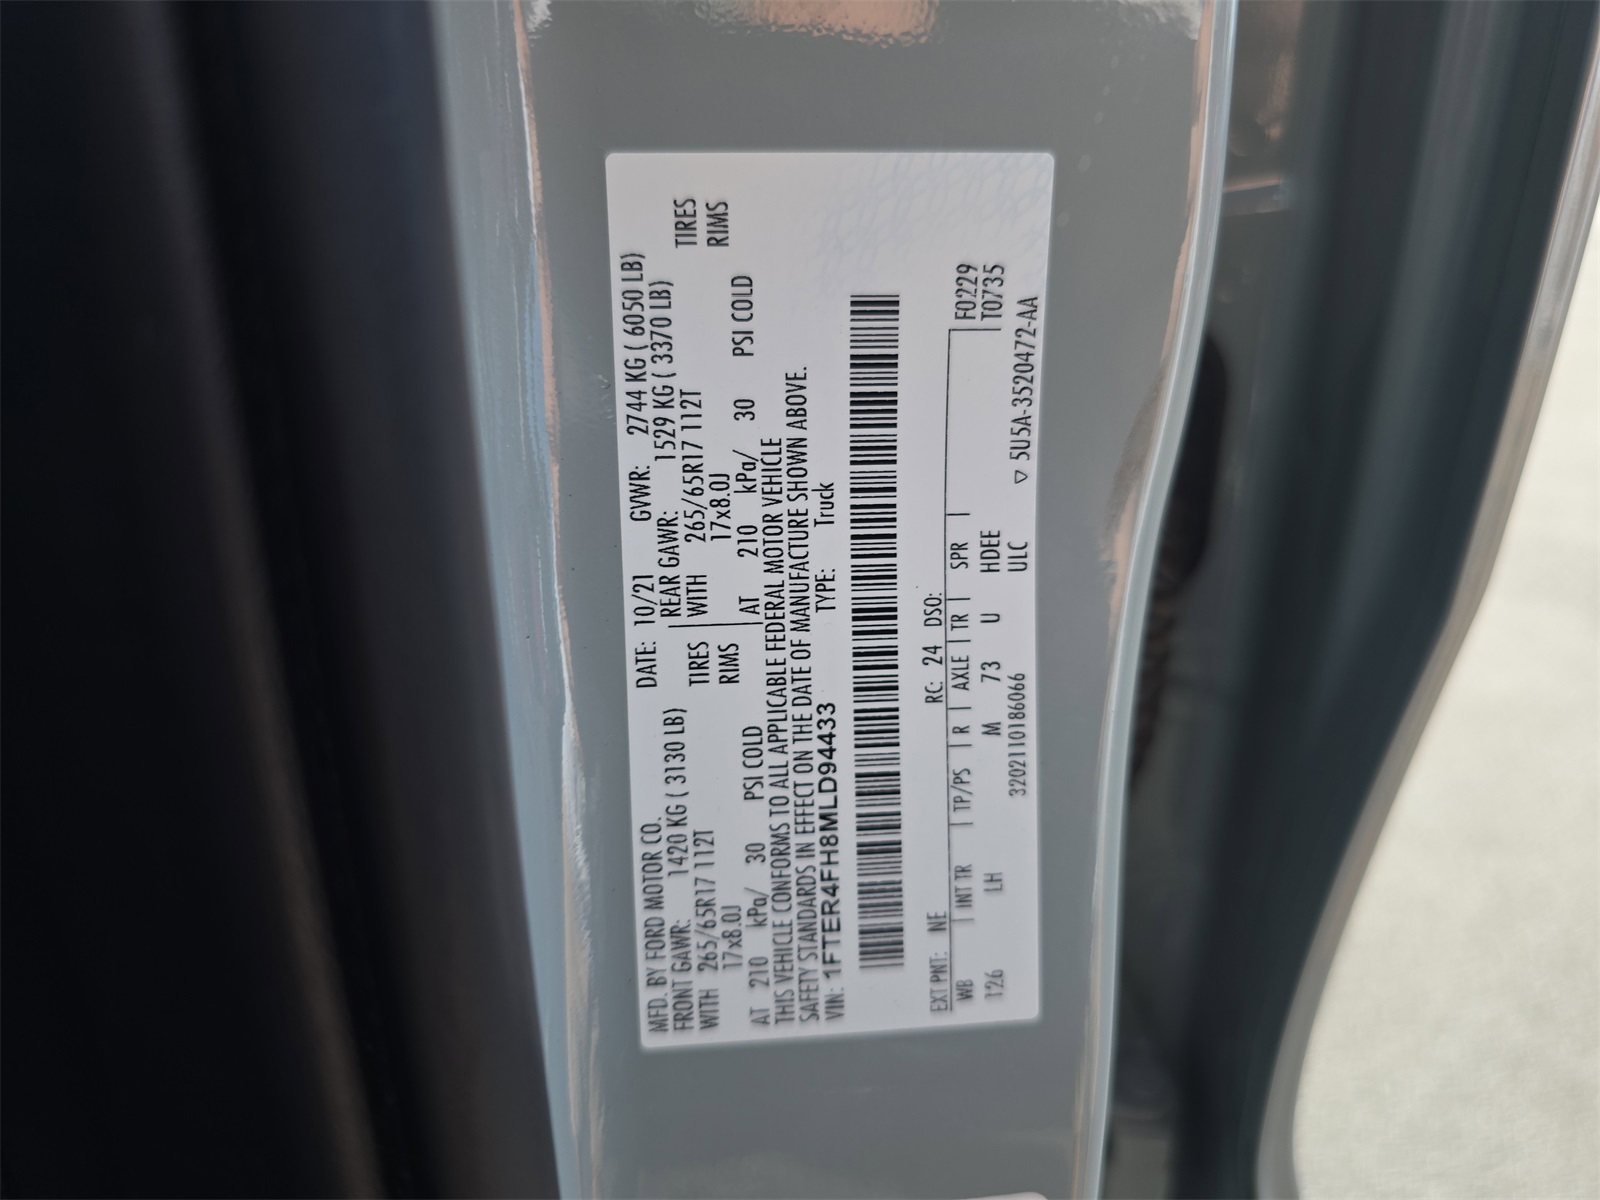 MFD. BY FORD MOTOR CO. DATE: 10/21 GVWR: 2744 KG ( 6050 LB)
FRONT GAWR: 1420 KG ( 3130 LB) REAR GAWR: 1529 KG ( 3370 LB)
WITH 265/65R17 112T TIRES WITH 265/65R17 112T TIRES
17x8.0J RIMS 17x8.0J RIMS
AT 210 kPa/ 30 PSI COLD AT 210 kPa/ 30 PSI COLD
THIS VEHICLE CONFORMS TO ALL APPLICABLE FEDERAL MOTOR VEHICLE
SAFETY STANDARDS IN EFFECT ON THE DATE OF MANUFACTURE SHOWN ABOVE.
VIN: 1FTER4FH8MLD94433 TYPE: Truck
EXT PNT: NE RC: 24 DSO:
WB INT TR TP/PS R AXLE TR SPR F0229
126 LH M 73 U HDEE T0735
3202110186066 ULC ▽ 5U5A-3520472-AA